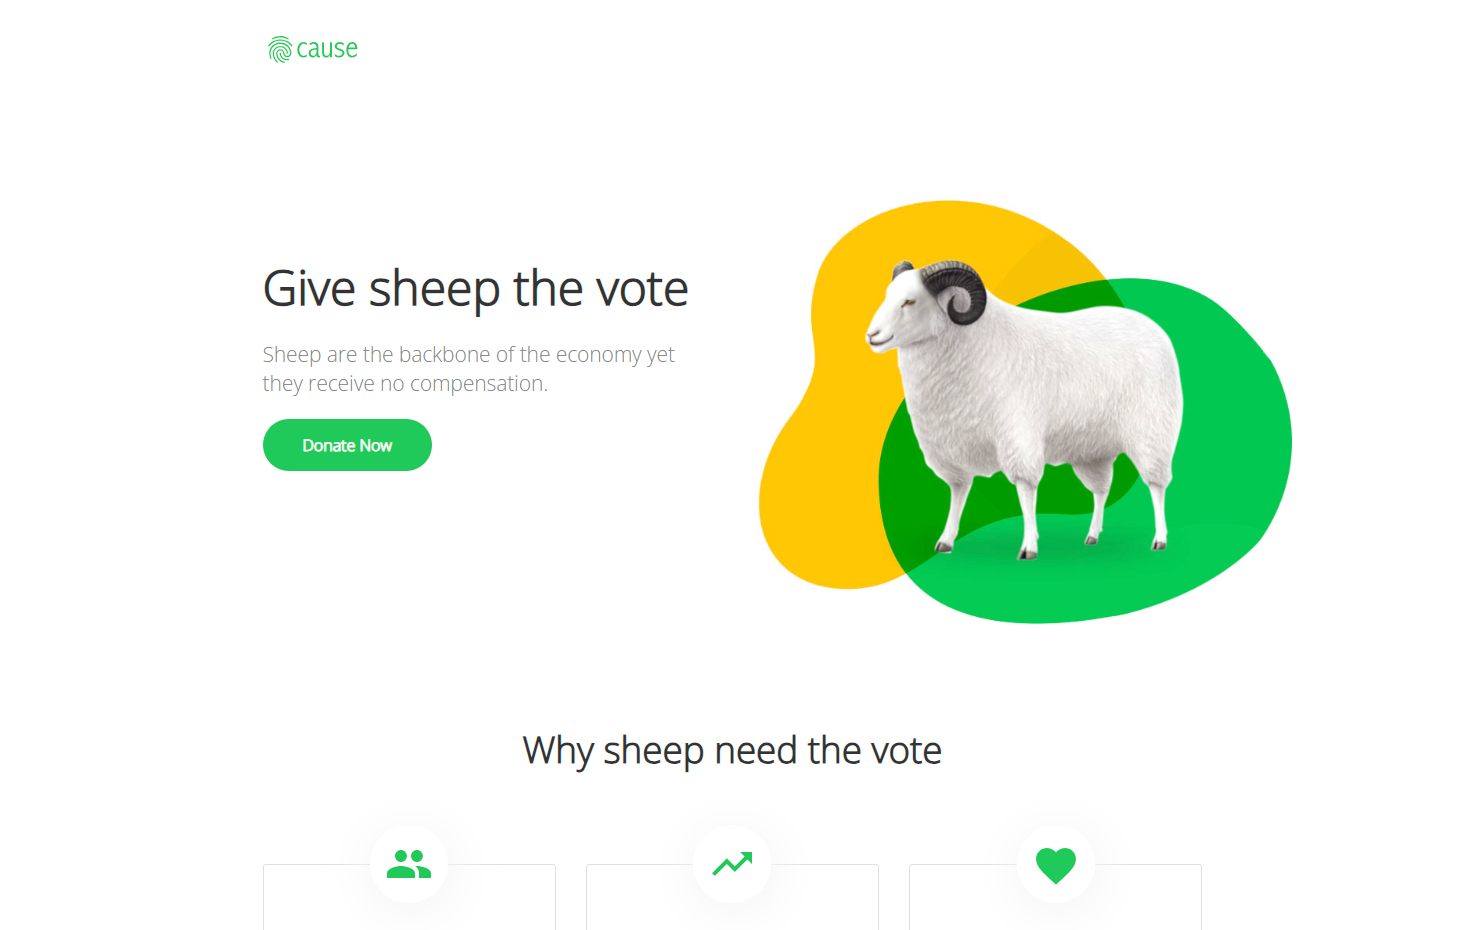 cause
Give sheep the vote
Sheep are the backbone of the economy yet
they receive no compensation.
Donate Now
Why sheep need the vote